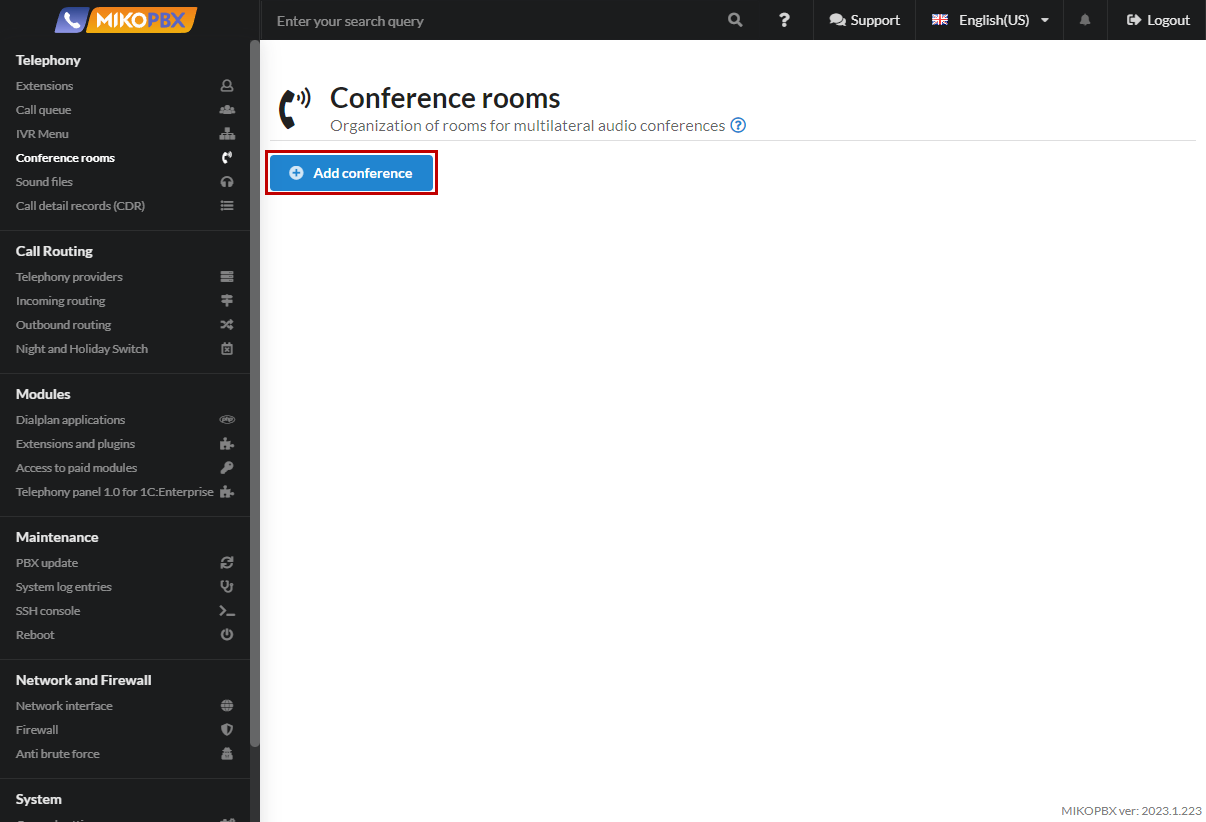 MIKOPBX
Enter your search query
?
Support
English(US)
Logout
Telephony
Extensions
Call queue
IVR Menu
Conference rooms
Sound files
Call detail records (CDR)
Call Routing
Telephony providers
Incoming routing
Outbound routing
Night and Holiday Switch
Modules
Dialplan applications
php
Extensions and plugins
Access to paid modules
Telephony panel 1.0 for 1C:Enterprise
Maintenance
PBX update
System log entries
SSH console
Reboot
Network and Firewall
Network interface
Firewall
Anti brute force
System
Conference rooms
Organization of rooms for multilateral audio conferences ?
Add conference
MIKOPBX ver: 2023.1.223